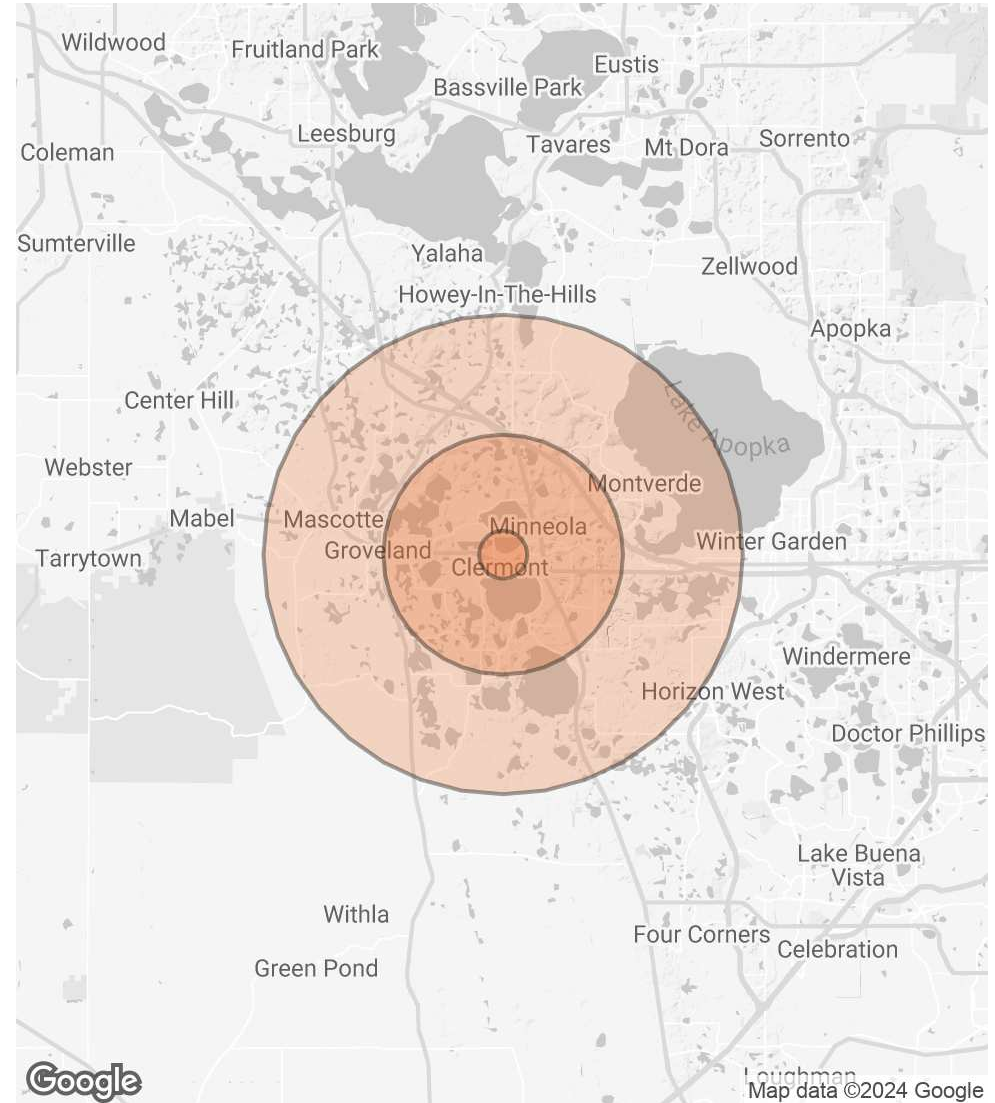 Wildwood
Fruitland Park
Eustis
Bassville Park
Leesburg
Tavares
Mt Dora
Sorrento
Coleman
Sumterville
Yalaha
Zellwood
Howey-In-The-Hills
Apopka
Center Hill
Lake Apopka
Webster
Montverde
Mabel
Mascotte
Minneola
Winter Garden
Groveland
Tarrytown
Clermont
Windermere
Horizon West
Doctor Phillips
Lake Buena
Vista
Withla
Four Corners
Celebration
Green Pond
Loughman
Google
Map data ©2024 Google